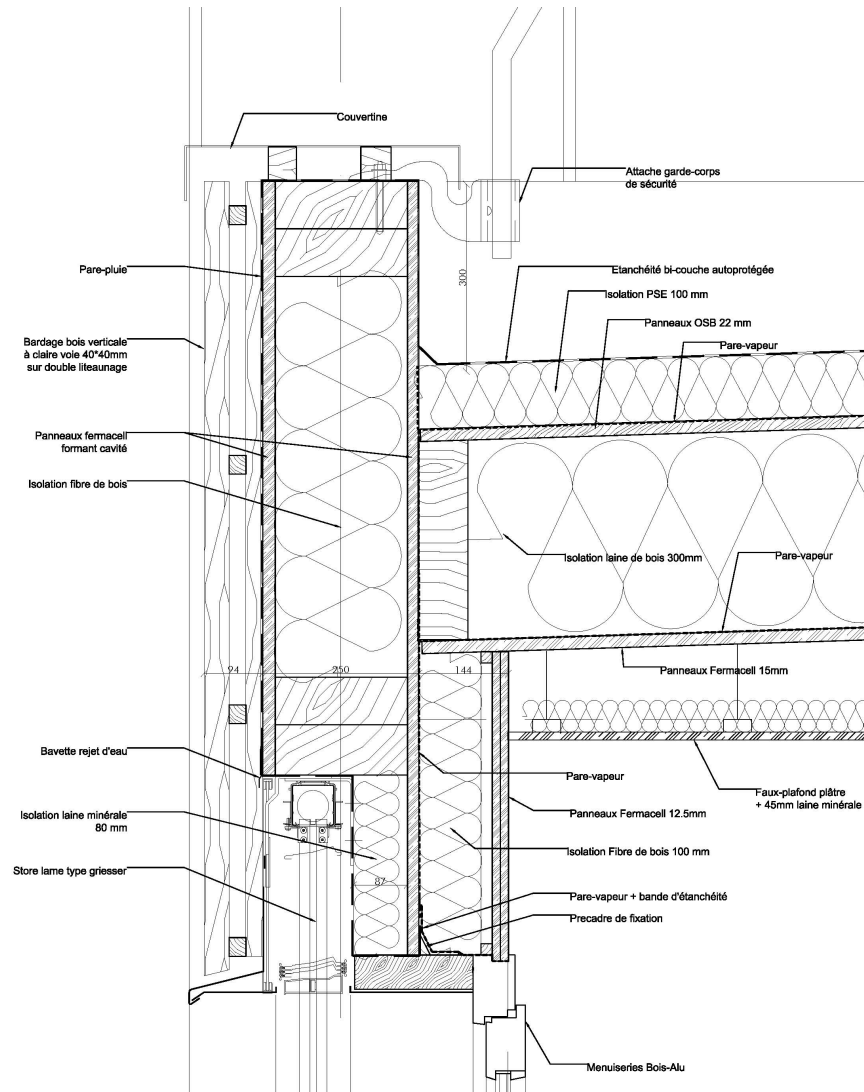 Couvertine
Attache garde-corps
de sécurité
Pare-pluie
300
Etanchéité bi-couche autoprotégée
Isolation PSE 100 mm
Panneaux OSB 22 mm
Pare-vapeur
Bardage bois verticale
à claire voie 40*40mm
sur double liteaunage
Panneaux fermacell
formant cavité
Isolation fibre de bois
Isolation laine de bois 300mm
Pare-vapeur
94
250
144
Panneaux Fermacell 15mm
Bavette rejet d'eau
Pare-vapeur
Faux-plafond plâtre
+ 45mm laine minérale
Isolation laine minérale
80 mm
Panneaux Fermacell 12.5mm
Isolation Fibre de bois 100 mm
Store lame type griesser
87
Pare-vapeur + bande d'étanchéité
Precadre de fixation
Menuiseries Bois-Alu